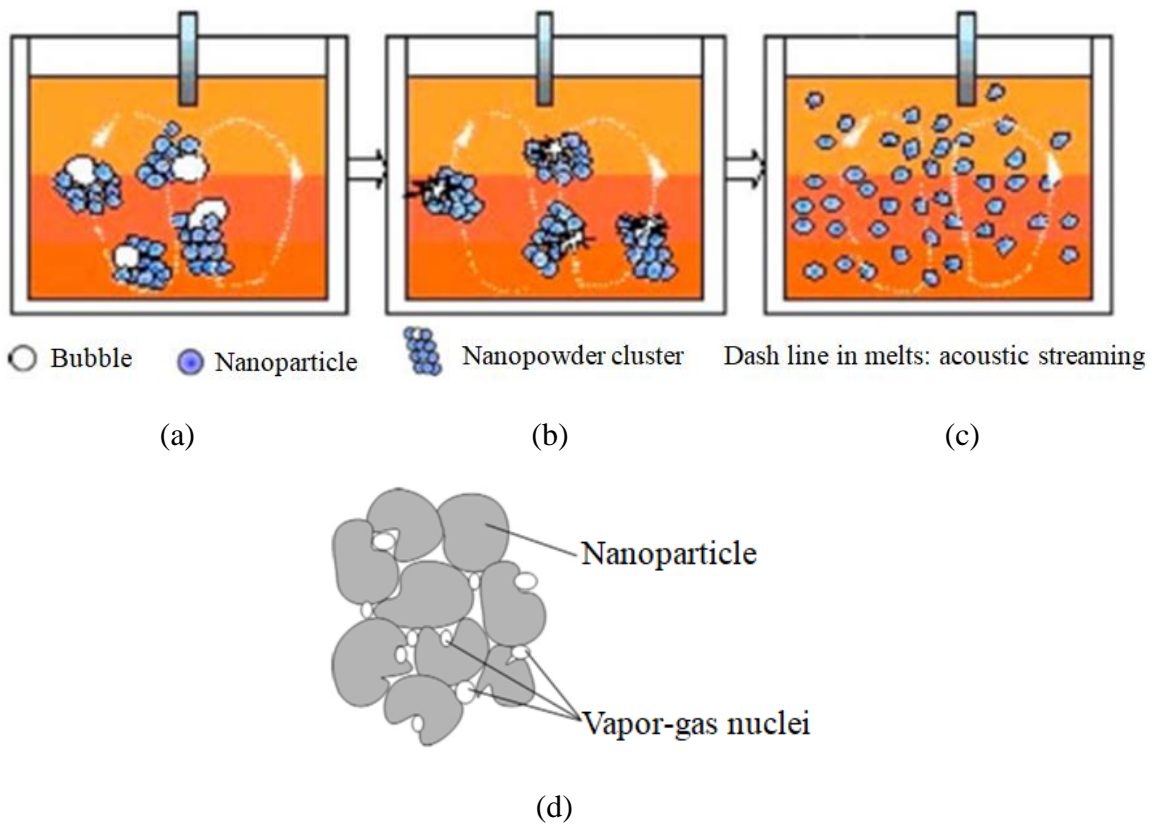 Bubble
Nanoparticle
Nanopowder cluster
Dash line in melts: acoustic streaming
(a)
(b)
(c)
Nanoparticle
Vapor-gas nuclei
(d)